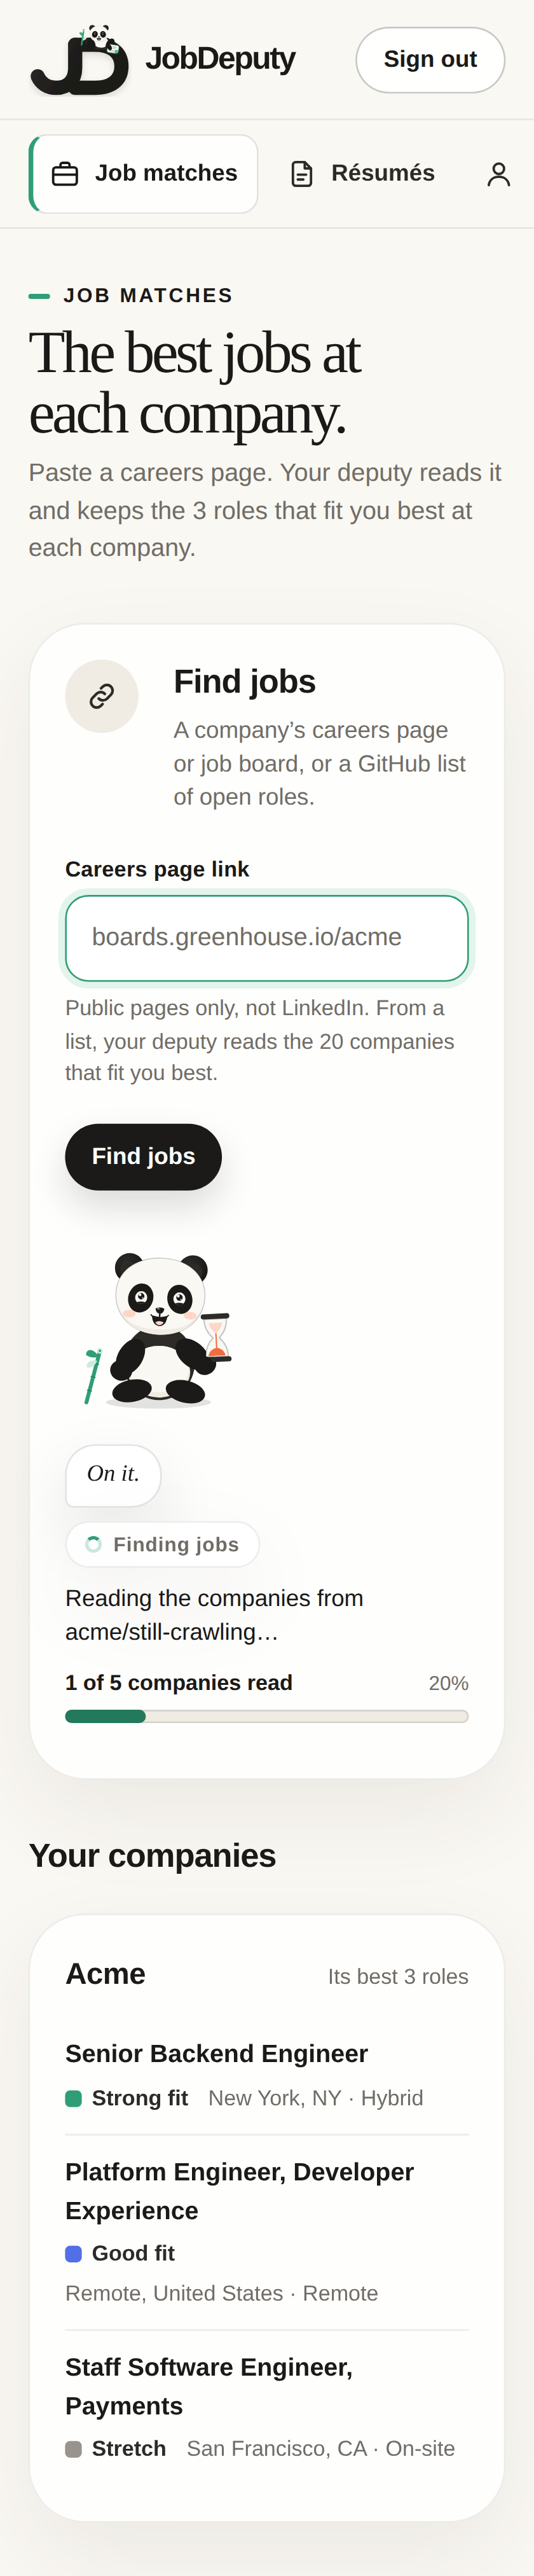 JobDeputy
Sign out
Job matches
Résumés
JOB MATCHES
The best jobs at
each company.
Paste a careers page. Your deputy reads it
and keeps the 3 roles that fit you best at
each company.
Find jobs
A company’s careers page
or job board, or a GitHub list
of open roles.
Careers page link
boards.greenhouse.io/acme
Public pages only, not LinkedIn. From a
list, your deputy reads the 20 companies
that fit you best.
Find jobs
On it.
Finding jobs
Reading the companies from
acme/still-crawling…
1 of 5 companies read 20%
Your companies
Acme Its best 3 roles
Senior Backend Engineer
Strong fit New York, NY · Hybrid
Platform Engineer, Developer
Experience
Good fit
Remote, United States · Remote
Staff Software Engineer,
Payments
Stretch San Francisco, CA · On-site